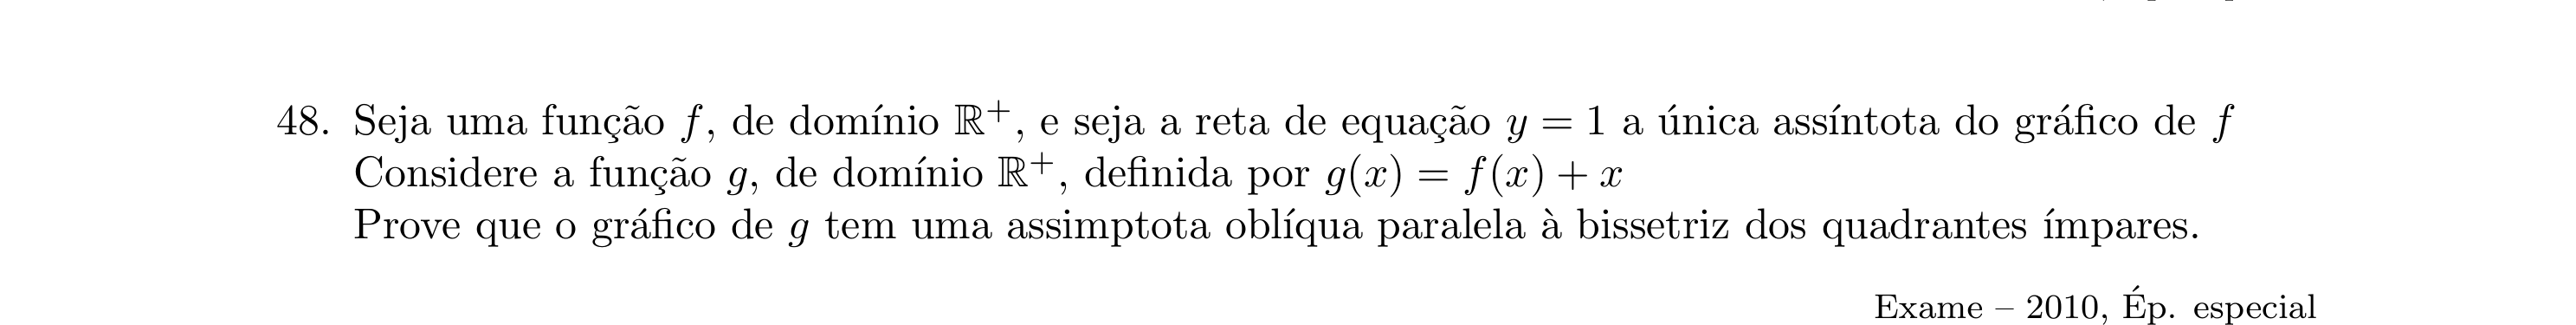 48. Seja uma função f, de domínio ℝ⁺, e seja a reta de equação y = 1 a única assíntota do gráfico de f
Considere a função g, de domínio ℝ⁺, definida por g(x) = f(x) + x
Prove que o gráfico de g tem uma assimptota oblíqua paralela à bissetriz dos quadrantes ímpares.
Exame – 2010, Ép. especial